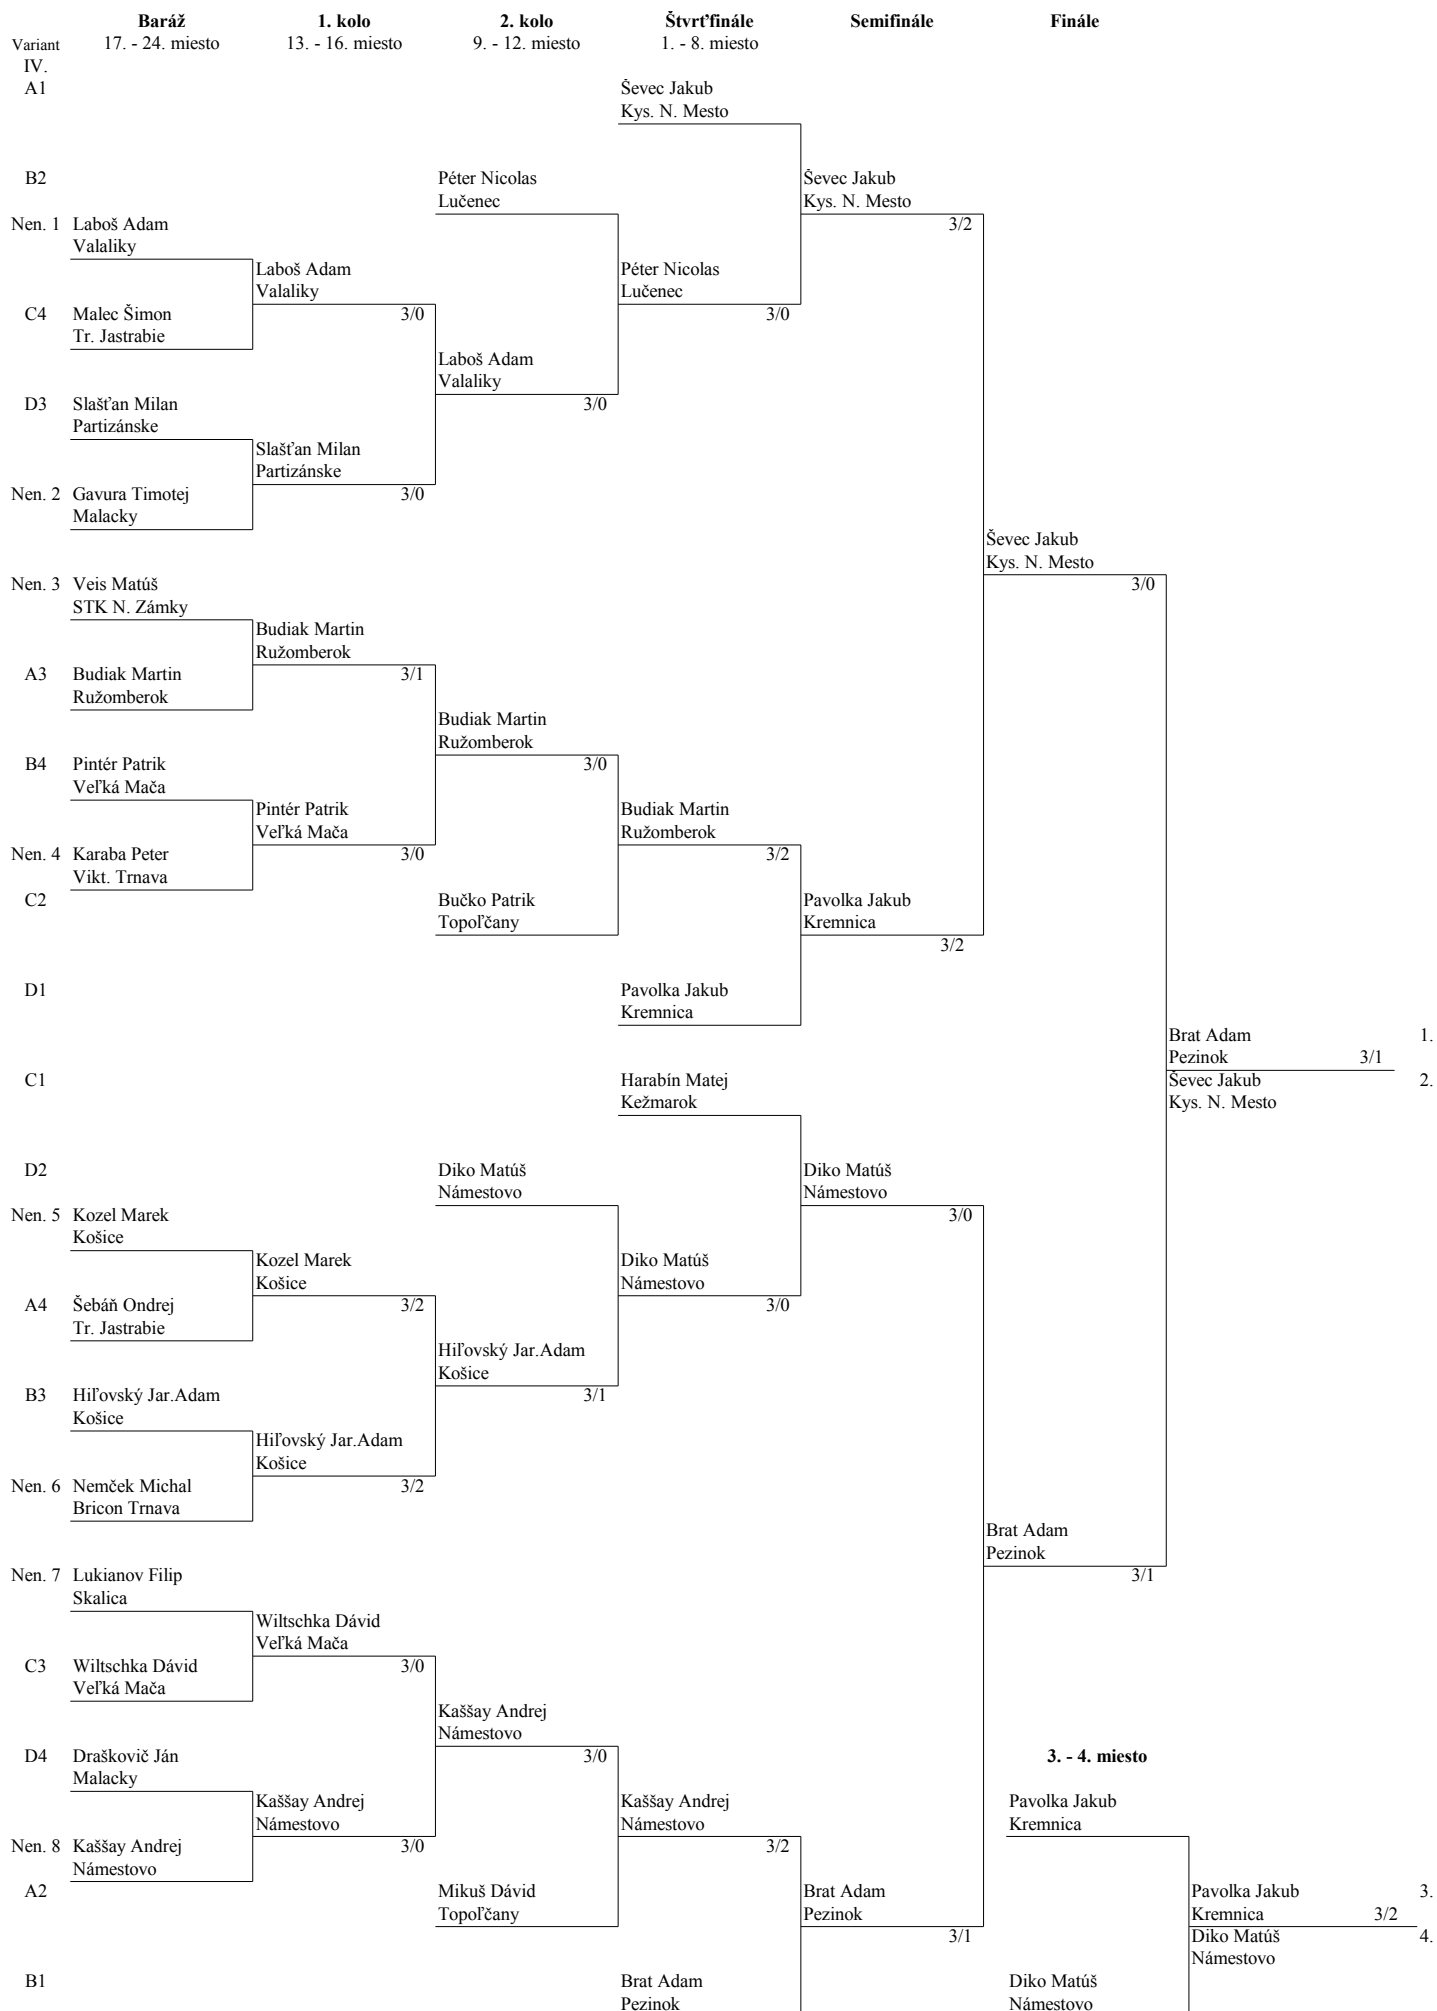 Baráž 1. kolo 2. kolo Štvrťfinále Semifinále Finále
Variant 17. - 24. miesto 13. - 16. miesto 9. - 12. miesto 1. - 8. miesto
IV.
A1 Ševec Jakub
Kys. N. Mesto
B2 Péter Nicolas Ševec Jakub
Lučenec Kys. N. Mesto
Nen. 1 Laboš Adam 3/2
Valaliky
Laboš Adam Péter Nicolas
Valaliky Lučenec
C4 Malec Šimon 3/0 3/0
Tr. Jastrabie
Laboš Adam
Valaliky
D3 Slašťan Milan 3/0
Partizánske
Slašťan Milan
Partizánske
Nen. 2 Gavura Timotej 3/0
Malacky
Ševec Jakub
Kys. N. Mesto
Nen. 3 Veis Matúš 3/0
STK N. Zámky
Budiak Martin
Ružomberok
A3 Budiak Martin 3/1
Ružomberok
Budiak Martin
Ružomberok
B4 Pintér Patrik 3/0
Veľká Mača
Pintér Patrik Budiak Martin
Veľká Mača Ružomberok
Nen. 4 Karaba Peter 3/0 3/2
Vikt. Trnava
C2 Bučko Patrik Pavolka Jakub
Topoľčany Kremnica
3/2
D1 Pavolka Jakub
Kremnica
Brat Adam 1.
Pezinok 3/1
C1 Harabín Matej Ševec Jakub 2.
Kežmarok Kys. N. Mesto
D2 Diko Matúš Diko Matúš
Námestovo Námestovo
Nen. 5 Kozel Marek 3/0
Košice
Kozel Marek Diko Matúš
Košice Námestovo
A4 Šebáň Ondrej 3/2 3/0
Tr. Jastrabie
Hiľovský Jar.Adam
Košice
B3 Hiľovský Jar.Adam 3/1
Košice
Hiľovský Jar.Adam
Košice
Nen. 6 Nemček Michal 3/2
Bricon Trnava
Brat Adam
Pezinok
Nen. 7 Lukianov Filip 3/1
Skalica
Wiltschka Dávid
Veľká Mača
C3 Wiltschka Dávid 3/0
Veľká Mača
Kaššay Andrej
Námestovo
D4 Draškovič Ján 3/0 3. - 4. miesto
Malacky
Kaššay Andrej Kaššay Andrej Pavolka Jakub
Námestovo Námestovo Kremnica
Nen. 8 Kaššay Andrej 3/0 3/2
Námestovo
A2 Mikuš Dávid Brat Adam Pavolka Jakub 3.
Topoľčany Pezinok Kremnica 3/2
3/1 Diko Matúš 4.
Námestovo
B1 Brat Adam Diko Matúš
Pezinok Námestovo